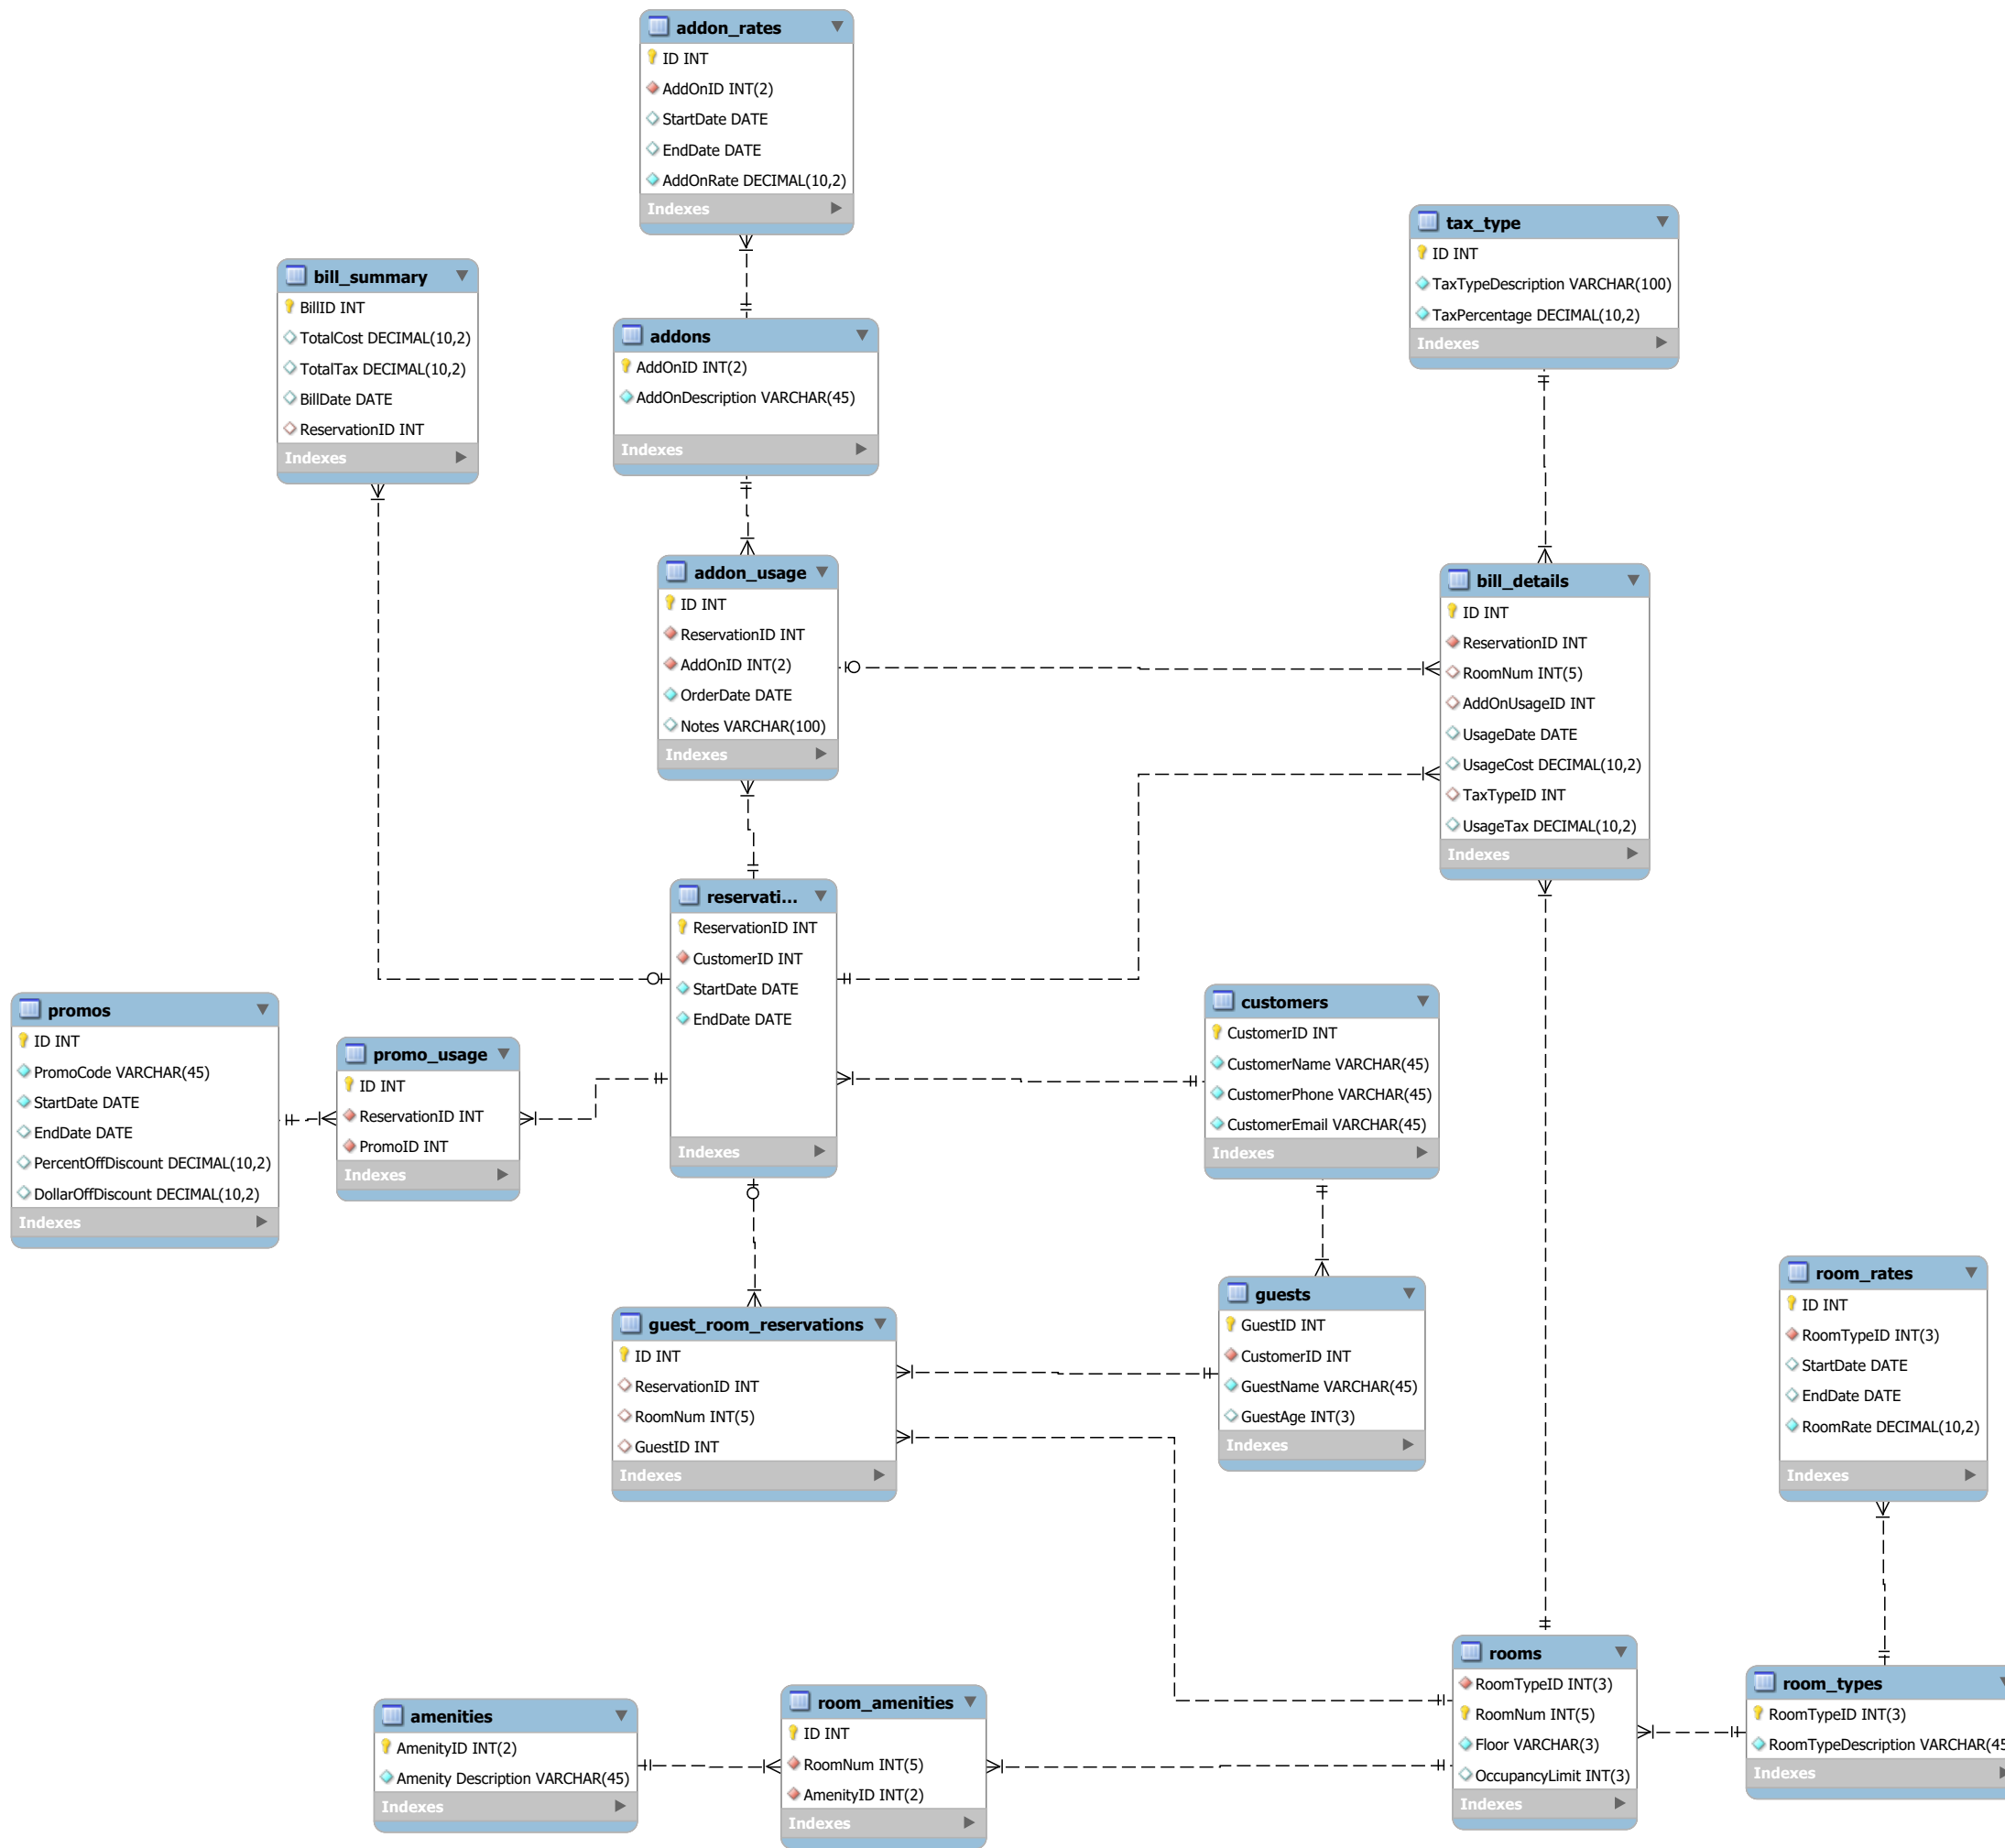 addon_rates
ID INT
AddOnID INT(2)
StartDate DATE
EndDate DATE
AddOnRate DECIMAL(10,2)
Indexes
tax_type
ID INT
TaxTypeDescription VARCHAR(100)
TaxPercentage DECIMAL(10,2)
Indexes
bill_summary
BillID INT
TotalCost DECIMAL(10,2)
TotalTax DECIMAL(10,2)
BillDate DATE
ReservationID INT
Indexes
addons
AddOnID INT(2)
AddOnDescription VARCHAR(45)
Indexes
addon_usage
ID INT
ReservationID INT
AddOnID INT(2)
OrderDate DATE
Notes VARCHAR(100)
Indexes
bill_details
ID INT
ReservationID INT
RoomNum INT(5)
AddOnUsageID INT
UsageDate DATE
UsageCost DECIMAL(10,2)
TaxTypeID INT
UsageTax DECIMAL(10,2)
Indexes
reservati...
ReservationID INT
CustomerID INT
StartDate DATE
EndDate DATE
Indexes
customers
CustomerID INT
CustomerName VARCHAR(45)
CustomerPhone VARCHAR(45)
CustomerEmail VARCHAR(45)
Indexes
promos
ID INT
PromoCode VARCHAR(45)
StartDate DATE
EndDate DATE
PercentOffDiscount DECIMAL(10,2)
DollarOffDiscount DECIMAL(10,2)
Indexes
promo_usage
ID INT
ReservationID INT
PromoID INT
Indexes
room_rates
ID INT
RoomTypeID INT(3)
StartDate DATE
EndDate DATE
RoomRate DECIMAL(10,2)
Indexes
guests
GuestID INT
CustomerID INT
GuestName VARCHAR(45)
GuestAge INT(3)
Indexes
guest_room_reservations
ID INT
ReservationID INT
RoomNum INT(5)
GuestID INT
Indexes
rooms
RoomTypeID INT(3)
RoomNum INT(5)
Floor VARCHAR(3)
OccupancyLimit INT(3)
Indexes
room_types
RoomTypeID INT(3)
RoomTypeDescription VARCHAR(45
Indexes
room_amenities
ID INT
RoomNum INT(5)
AmenityID INT(2)
Indexes
amenities
AmenityID INT(2)
Amenity Description VARCHAR(45)
Indexes